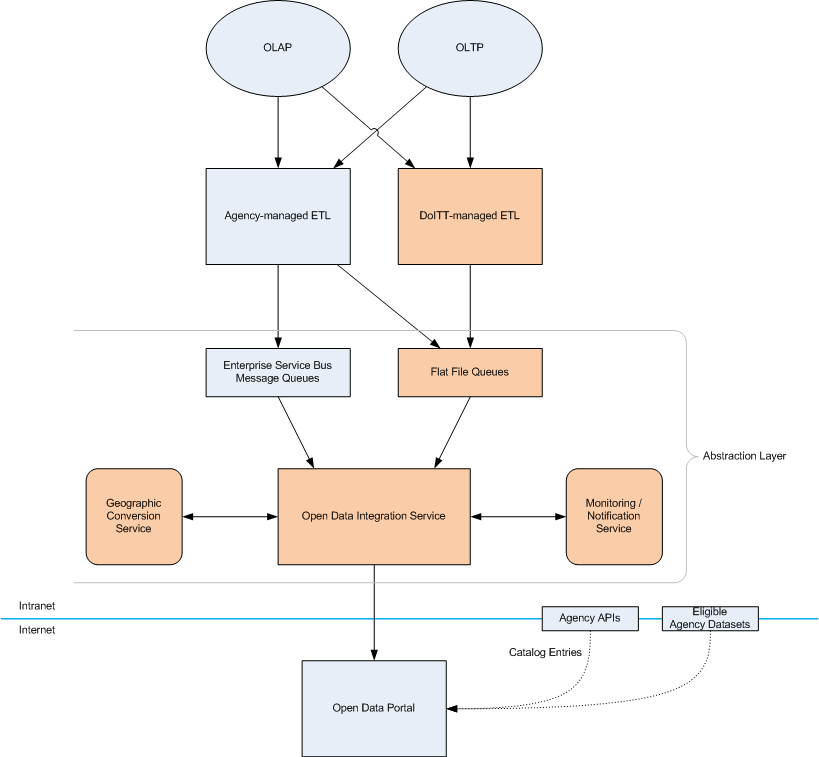 OLAP
OLTP
Agency-managed ETL
DoITT-managed ETL
Enterprise Service Bus
Message Queues
Flat File Queues
Abstraction Layer
Geographic
Conversion
Service
Open Data Integration Service
Monitoring /
Notification
Service
Intranet
Internet
Agency APIs
Eligible
Agency Datasets
Catalog Entries
Open Data Portal